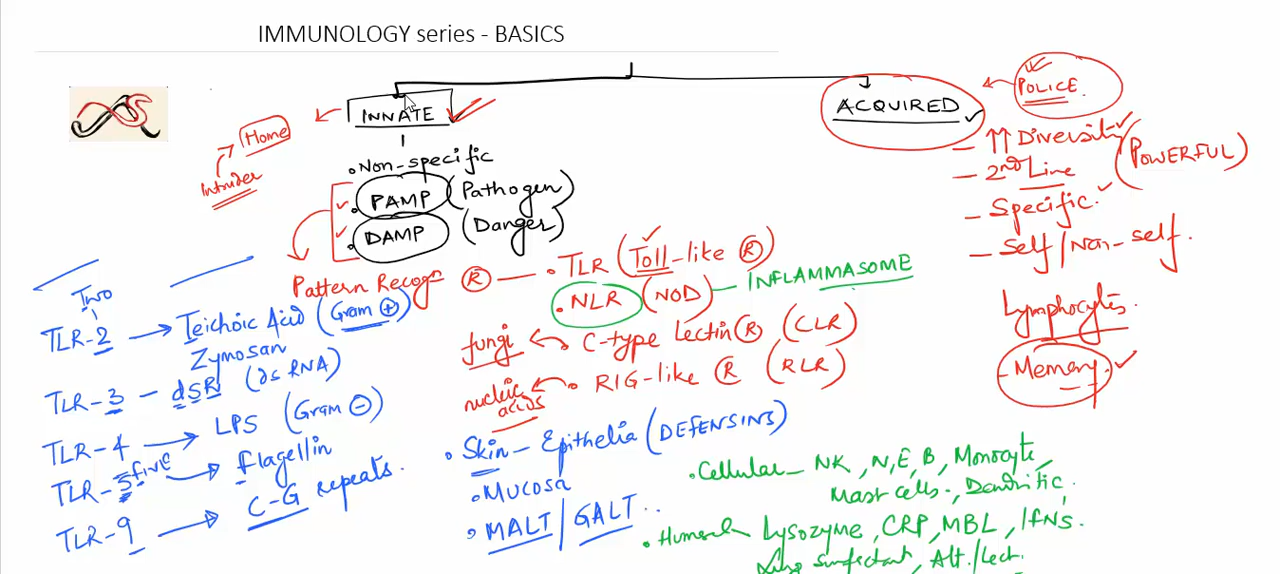 IMMUNOLOGY series - BASICS
INNATE
Home
Intruder
• Non-specific
• PAMP (Pathogen)
• DAMP (Danger)
Pattern Recogn (R) — • TLR (Toll-like (R))
• NLR (NOD) — INFLAMMASOME
fungi ← C-type Lectin (R) (CLR)
nucleic acids ← • RIG-like (R) (RLR)
Two
TLR-2 → Teichoic Acid (Gram +)
Zymosan
TLR-3 – dSR (ds RNA)
TLR-4 → LPS (Gram -)
TLR-5 five → Flagellin
TLR-9 → C-G repeats.
• Skin – Epithelia (DEFENSINS)
• Mucosa
• MALT/GALT..
• Cellular – NK, N, E, B, Monocyte,
Mast cells., Dendritic.
• Humoral Lysozyme, CRP, MBL, IFNs.
Lung surfectant, Alt./Lect.
ACQUIRED
POLICE
– ↑↑ Diversity
– 2nd Line
(POWERFUL)
– Specific.
– Self/Non-self.
Lymphocytes.
– Memory.